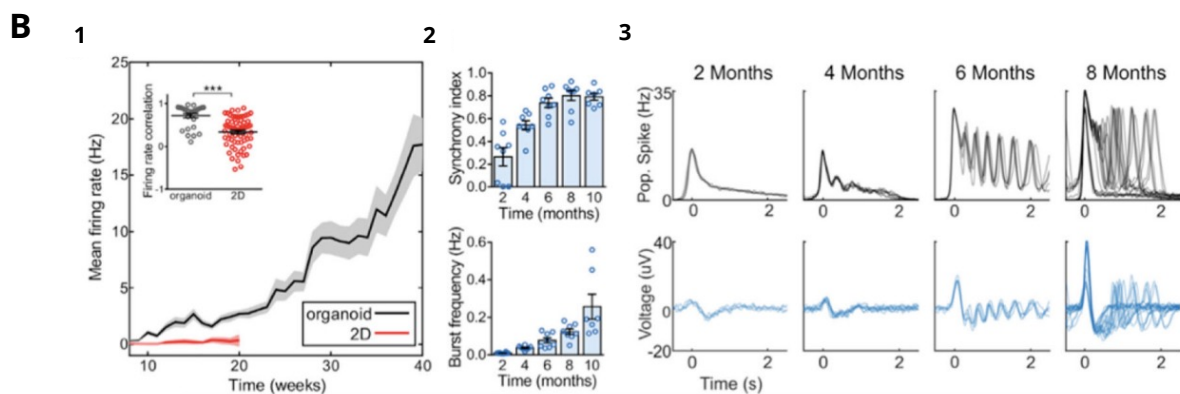 B
1
25
20
15
10
5
0
Mean firing rate (Hz)
10
20
30
40
Time (weeks)
Firing rate correlation
1
0
-1
***
organoid
2D
organoid
2D
2
Synchrony index
1.0
0.8
0.6
0.4
0.2
0.0
2 4 6 8 10
Time (months)
Burst frequency (Hz)
0.6
0.4
0.2
0.0
2 4 6 8 10
Time (months)
3
2 Months
4 Months
6 Months
8 Months
Pop. Spike (Hz)
35
0
0 2
0 2
0 2
0 2
Voltage (uV)
40
0
-20
0 2
0 2
0 2
0 2
Time (s)